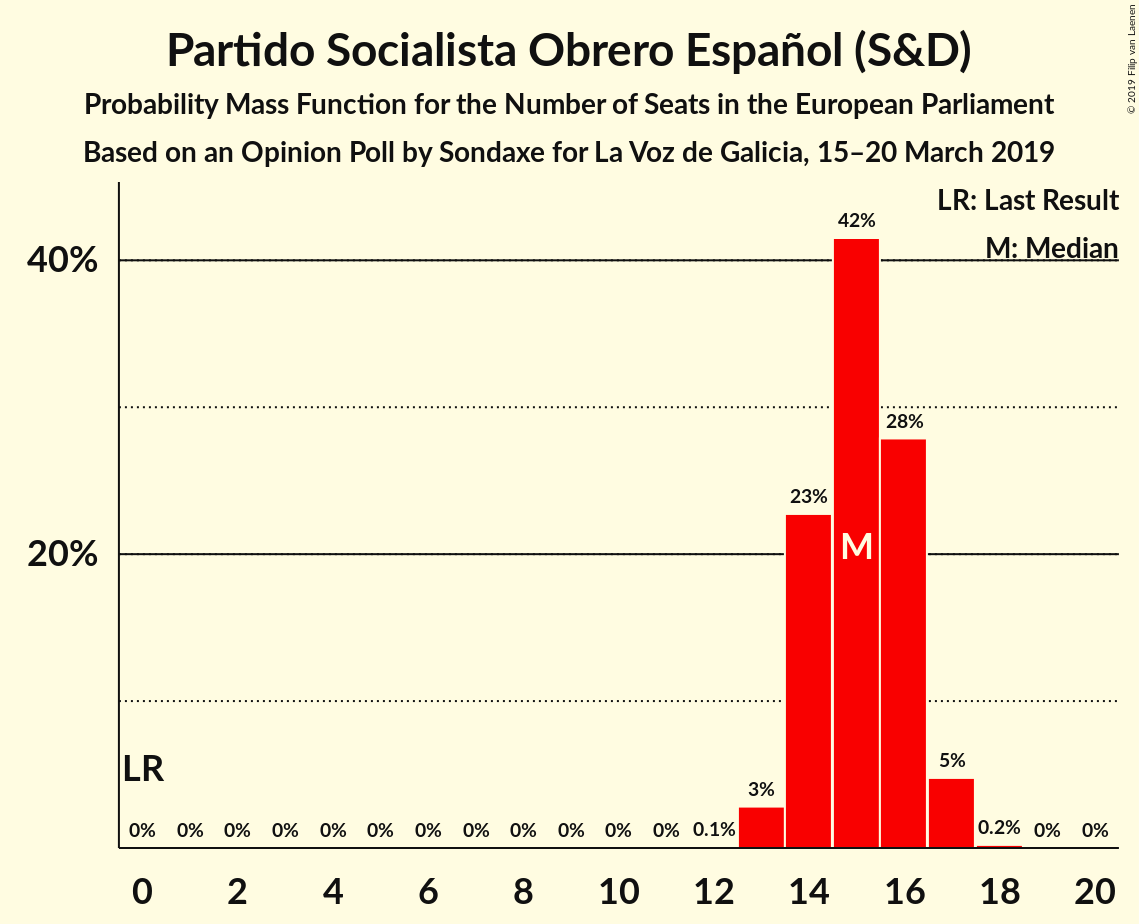 Partido Socialista Obrero Español (S&D)
Probability Mass Function for the Number of Seats in the European Parliament
Based on an Opinion Poll by Sondaxe for La Voz de Galicia, 15–20 March 2019
© 2019 Filip van Laenen
LR: Last Result
M: Median
40%
20%
42%
28%
23%
M
LR
5%
3%
0% 0% 0% 0% 0% 0% 0% 0% 0% 0% 0% 0% 0.1% 0.2% 0% 0%
0 2 4 6 8 10 12 14 16 18 20